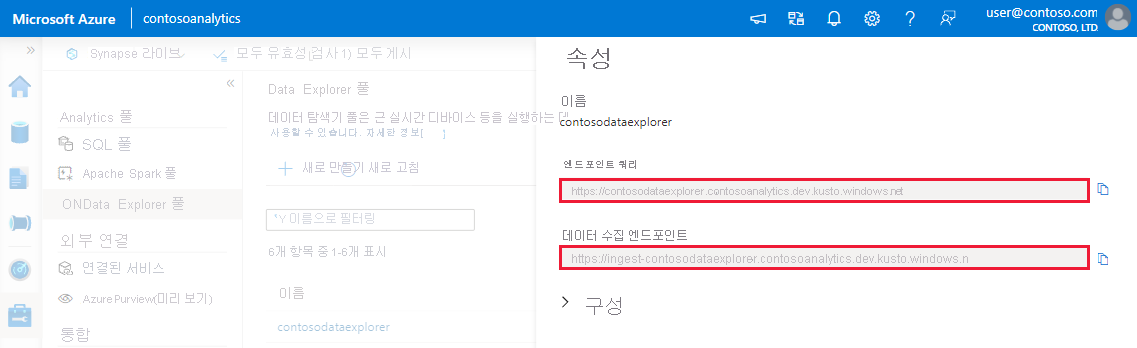 Microsoft Azure
contosoanalytics
user@contoso.com
CONTOSO, LTD.
Synapse 라이브
모두 유효성(검사 1) 모두 게시
Analytics 풀
SQL 풀
Apache Spark 풀
ONData Explorer 풀
외부 연결
연결된 서비스
Azure Purview(미리 보기)
통합
Data Explorer 풀
데이터 탐색기 풀은 근 실시간 디바이스 등을 실행하는 데
사용할 수 있습니다. 자세한 정보[ ]
새로 만들기 새로 고침
*Y 이름으로 필터링
6개 항목 중 1-6개 표시
이름
contosodataexplorer
속성
이름
contosodataexplorer
엔드포인트 쿼리
https://contosodataexplorer.contosoanalytics.dev.kusto.windows.net
데이터 수집 엔드포인트
https://ingest-contosodataexplorer.contosoanalytics.dev.kusto.windows.n
구성